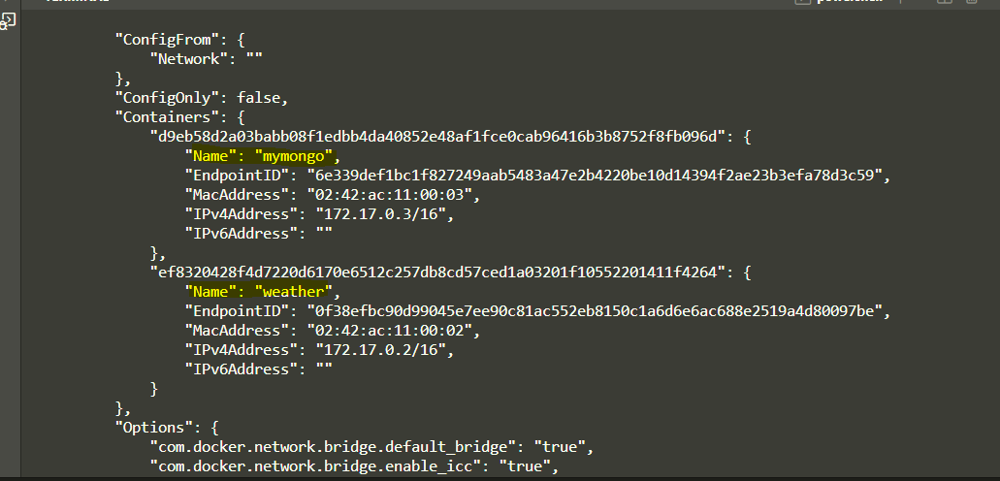 "ConfigFrom": {
"Network": ""
},
"ConfigOnly": false,
"Containers": {
"d9eb58d2a03babb08f1edbb4da40852e48af1fce0cab96416b3b8752f8fb096d": {
"Name": "mymongo",
"EndpointID": "6e339def1bc1f827249aab5483a47e2b4220be10d14394f2ae23b3efa78d3c59",
"MacAddress": "02:42:ac:11:00:03",
"IPv4Address": "172.17.0.3/16",
"IPv6Address": ""
},
"ef8320428f4d7220d6170e6512c257db8cd57ced1a03201f10552201411f4264": {
"Name": "weather",
"EndpointID": "0f38efbc90d99045e7ee90c81ac552eb8150c1a6d6e6ac688e2519a4d80097be",
"MacAddress": "02:42:ac:11:00:02",
"IPv4Address": "172.17.0.2/16",
"IPv6Address": ""
}
},
"Options": {
"com.docker.network.bridge.default_bridge": "true",
"com.docker.network.bridge.enable_icc": "true",